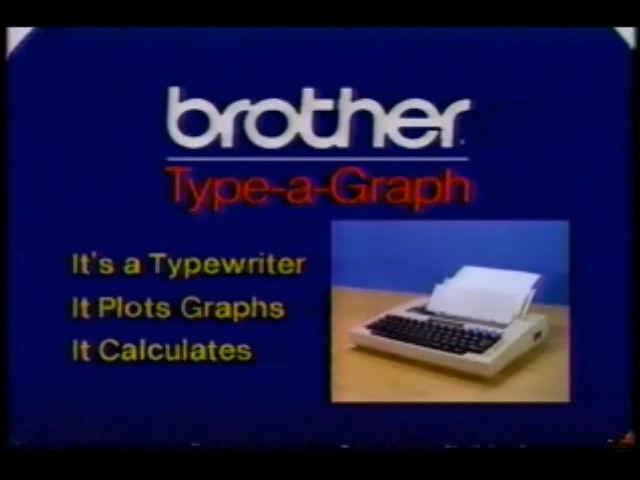 brother
Type-a-Graph
It's a Typewriter
It Plots Graphs
It Calculates